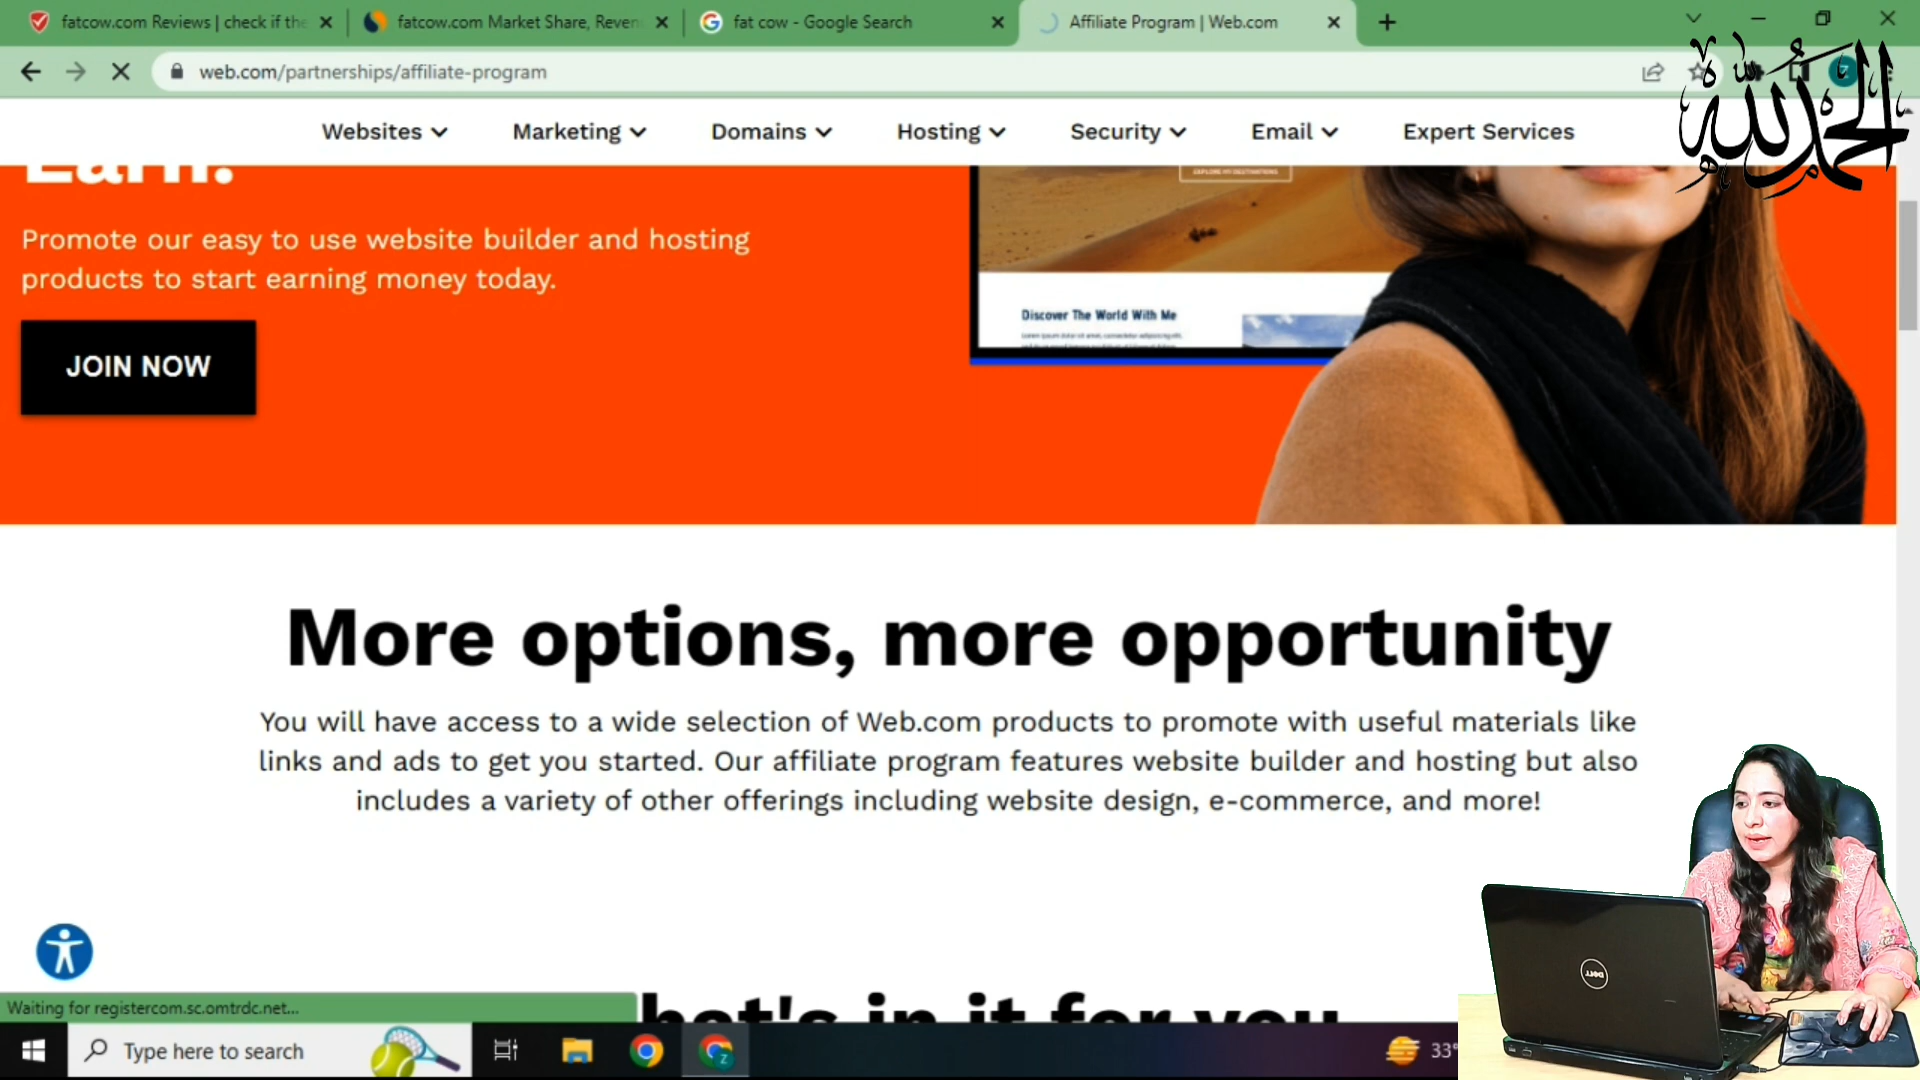 fatcow.com Reviews | check if the
fatcow.com Market Share, Reven
fat cow - Google Search
Affiliate Program | Web.com
web.com/partnerships/affiliate-program
الحمدلله
Websites
Marketing
Domains
Hosting
Security
Email
Expert Services
Earn.
EXPLORE MY DESTINATIONS
Promote our easy to use website builder and hosting
products to start earning money today.
JOIN NOW
Discover The World With Me
More options, more opportunity
You will have access to a wide selection of Web.com products to promote with useful materials like
links and ads to get you started. Our affiliate program features website builder and hosting but also
includes a variety of other offerings including website design, e-commerce, and more!
hat's in it for you
Waiting for registercom.sc.omtrdc.net...
Type here to search
33°
DELL